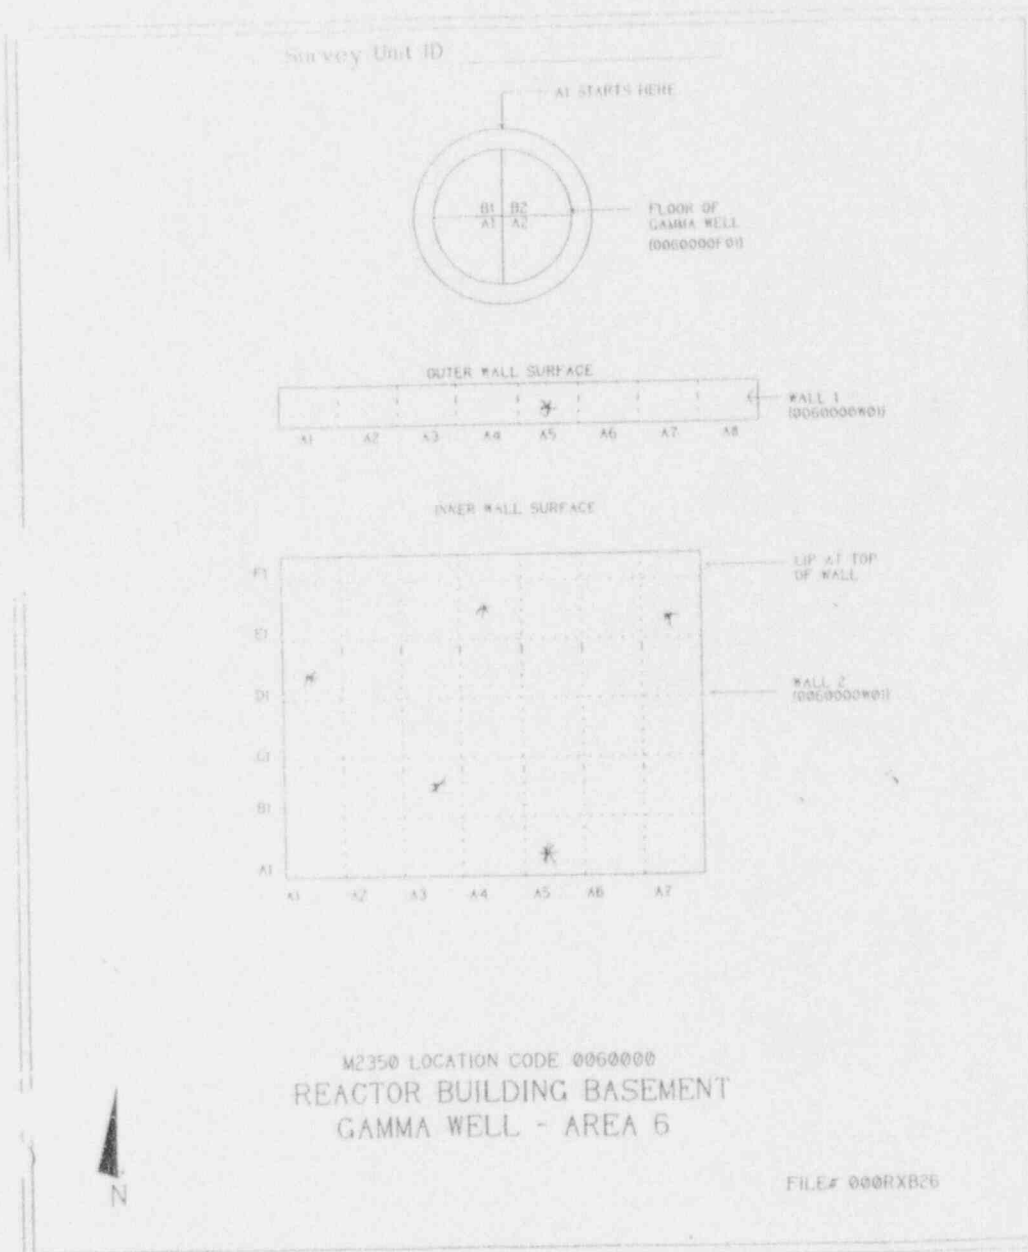 Survey Unit ID
A1 STARTS HERE
B1 B2
A1 A2
FLOOR OF
GAMMA WELL
(0060000F01)
OUTER WALL SURFACE
WALL 1
(0060000W01)
A1 A2 A3 A4 A5 A6 A7 A8
INNER WALL SURFACE
F1
LIP AT TOP
OF WALL
E1
D1
WALL 2
(0060000W01)
C1
B1
A1
A1 A2 A3 A4 A5 A6 A7
M2350 LOCATION CODE 0060000
REACTOR BUILDING BASEMENT
GAMMA WELL - AREA 6
N
FILE# 000RXB26